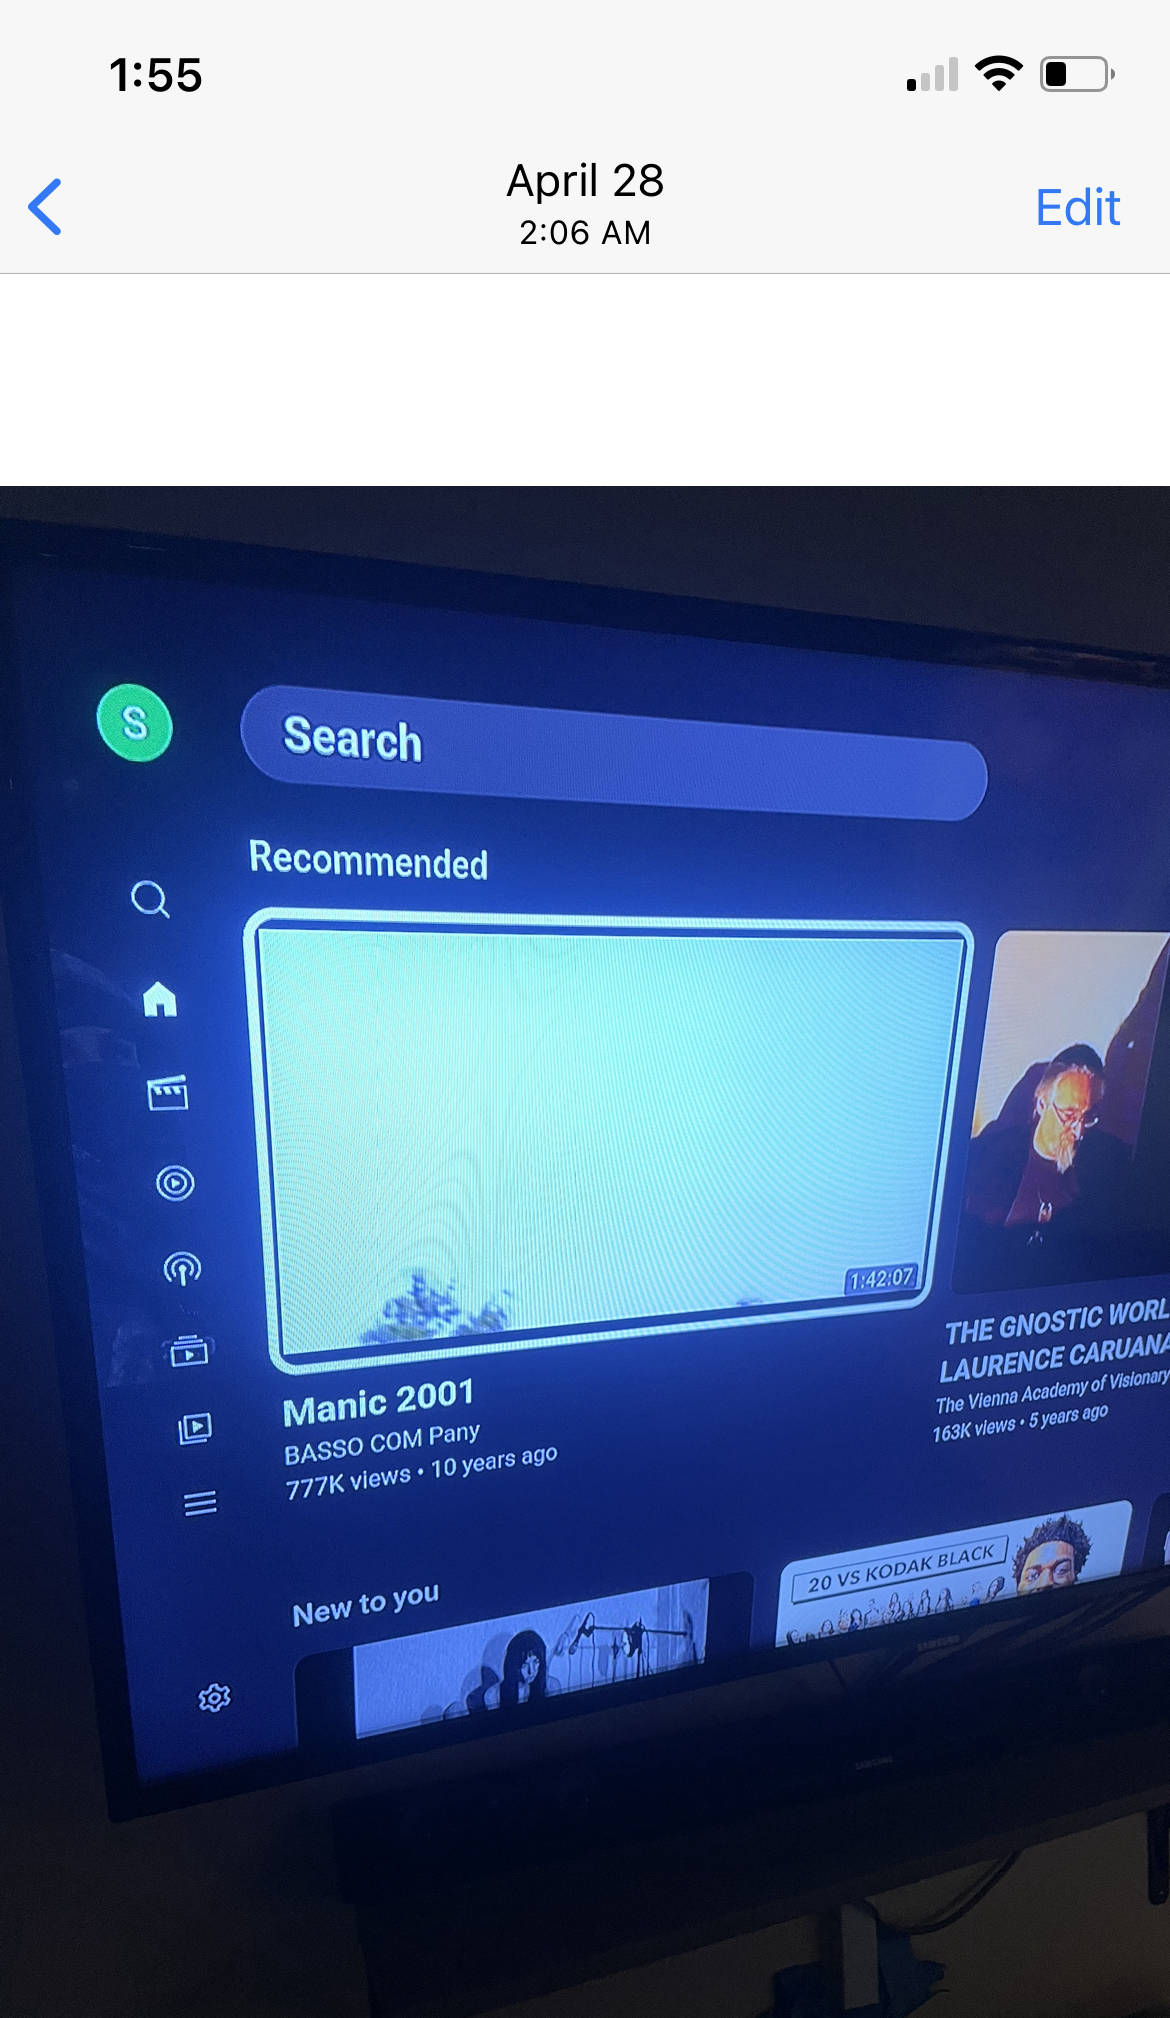 1:55
April 28
2:06 AM
Edit
S
Search
Recommended
1:42:07
Manic 2001
BASSO COM Pany
777K views • 10 years ago
THE GNOSTIC WORL
LAURENCE CARUANA
The Vienna Academy of Visionary
163K views • 5 years ago
New to you
20 VS KODAK BLACK
SAMSUNG
SAMSUNG